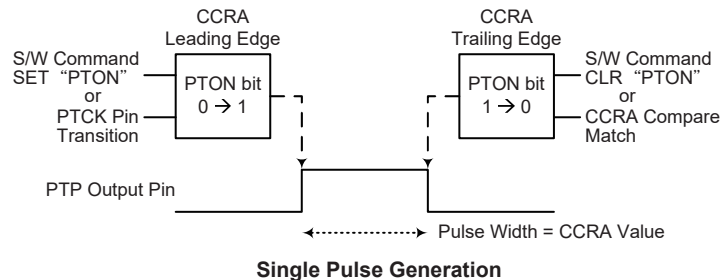 CCRA
Leading Edge
S/W Command
SET “PTON”
or
PTCK Pin
Transition
PTON bit
0 → 1
CCRA
Trailing Edge
PTON bit
1 → 0
S/W Command
CLR “PTON”
or
CCRA Compare
Match
PTP Output Pin
Pulse Width = CCRA Value
Single Pulse Generation